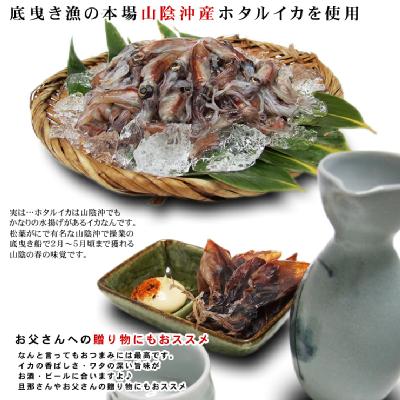 底曳き漁の本場山陰沖産ホタルイカを使用
実は…ホタルイカは山陰沖でも
かなりの水揚げがあるイカなんです。
松葉がにで有名な山陰沖で操業の
底曳き船で2月～5月頃まで獲れる
山陰の春の味覚です。
お父さんへの贈り物にもおススメ
なんと言ってもおつまみには最高です。
イカの香ばしさ・ワタの深い旨味が
お酒・ビールに合いますよ♪
旦那さんやお父さんの贈り物にもおススメ